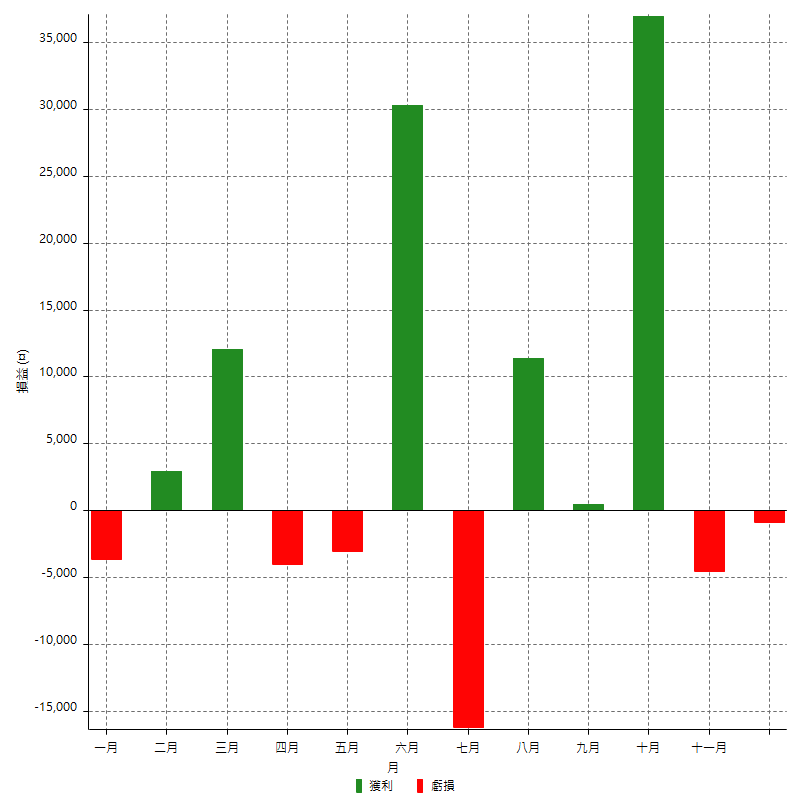 35,000
30,000
25,000
20,000
15,000
10,000
5,000
0
-5,000
-10,000
-15,000
損益 (¤)
一月 二月 三月 四月 五月 六月 七月 八月 九月 十月 十一月
月
獲利 虧損